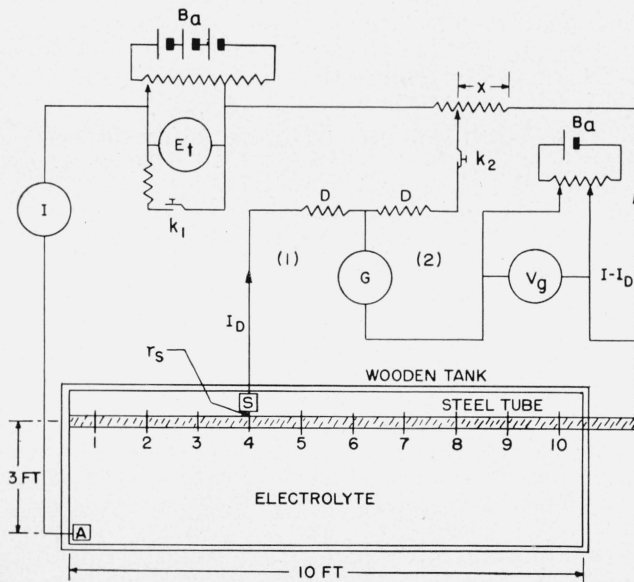 Ba
X
Ba
Et
k2
I
D D
k1
(1) (2)
G
Vg
I-ID
ID
rs
WOODEN TANK
S
STEEL TUBE
1 2 3 4 5 6 7 8 9 10
3 FT
ELECTROLYTE
A
10 FT